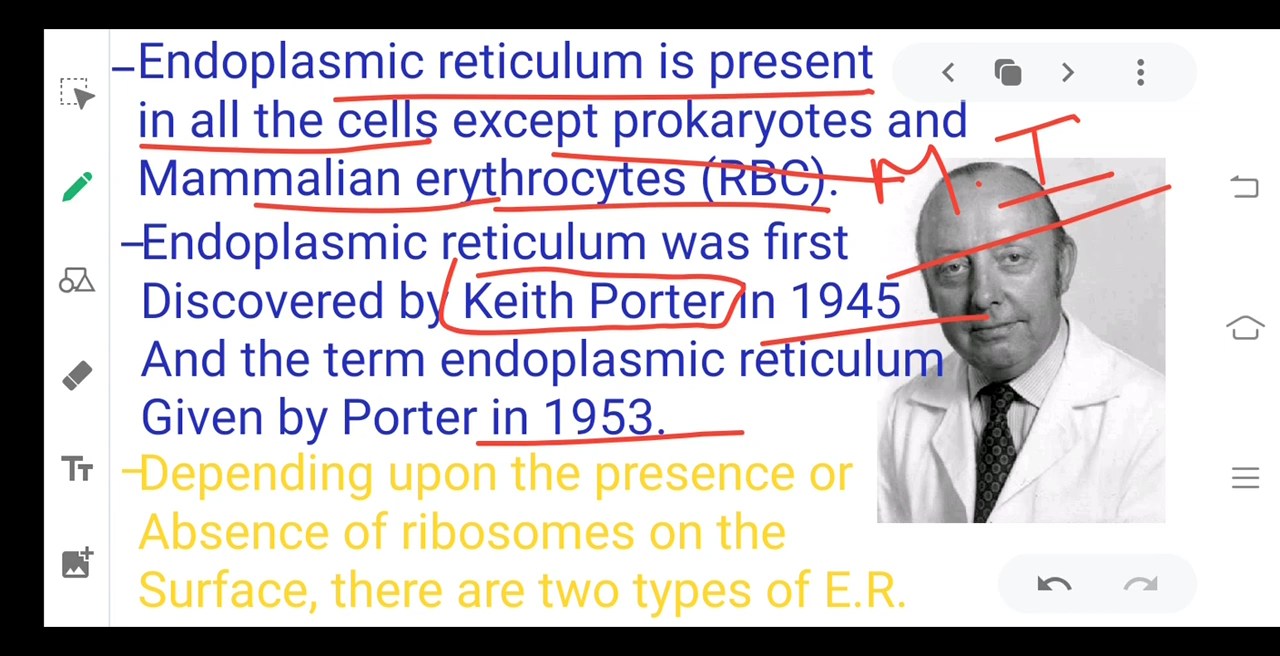 –Endoplasmic reticulum is present
in all the cells except prokaryotes and
Mammalian erythrocytes (RBC).
M.I
–Endoplasmic reticulum was first
Discovered by Keith Porter in 1945
And the term endoplasmic reticulum
Given by Porter in 1953.
–Depending upon the presence or
Absence of ribosomes on the
Surface, there are two types of E.R.
TT